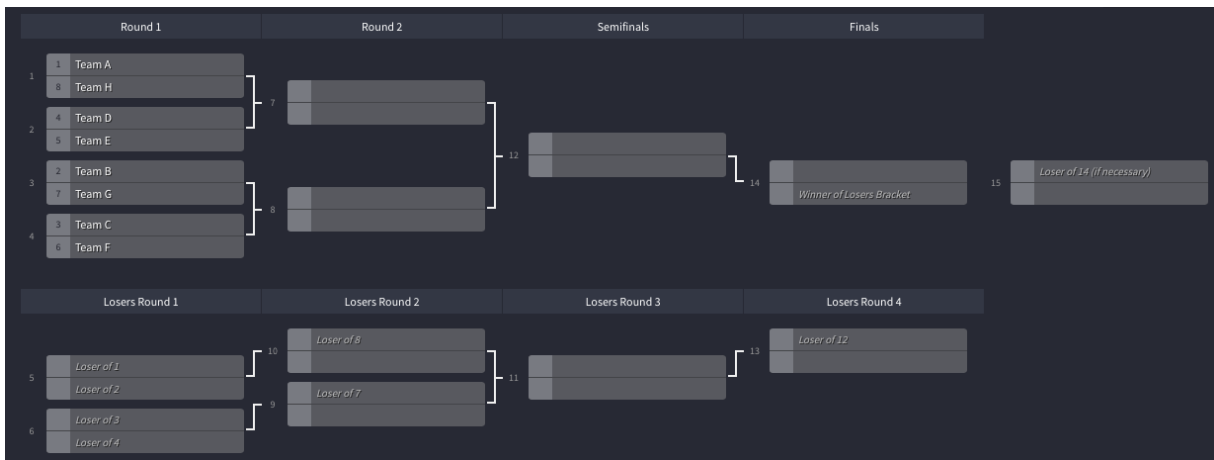 Round 1 Round 2 Semifinals Finals
1 1 Team A
8 Team H
2 4 Team D
5 Team E
3 2 Team B
7 Team G
4 3 Team C
6 Team F
7
8
12
14 Winner of Losers Bracket
15 Loser of 14 (if necessary)
Losers Round 1 Losers Round 2 Losers Round 3 Losers Round 4
5 Loser of 1
Loser of 2
6 Loser of 3
Loser of 4
10 Loser of 8
9 Loser of 7
11
13 Loser of 12